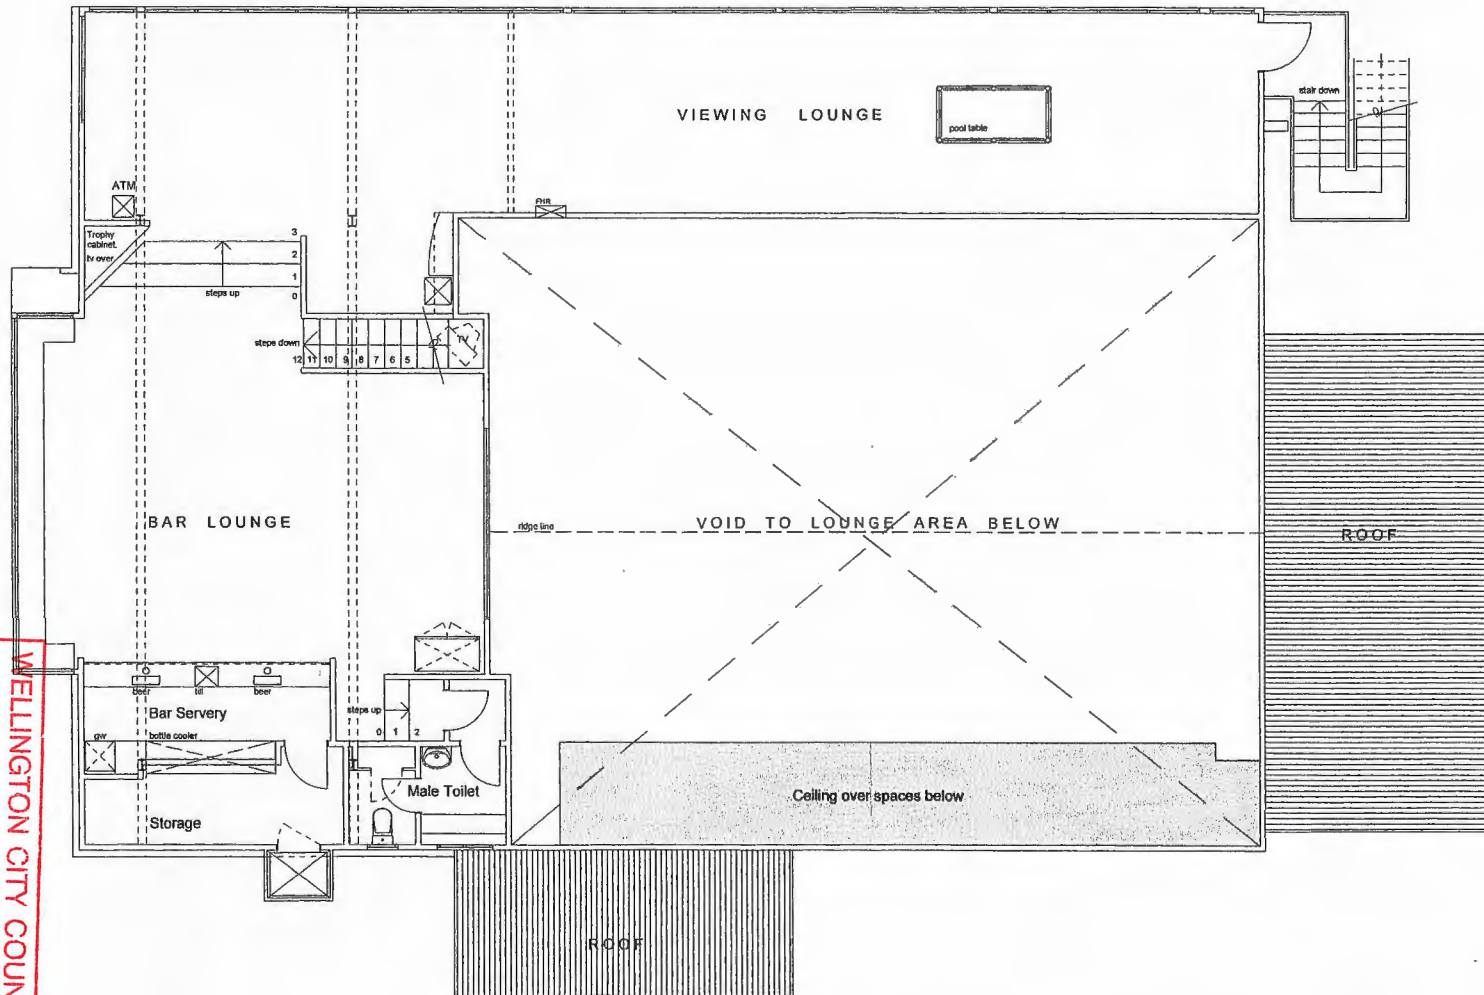 VIEWING LOUNGE
pool table
stair down
ATM
FHR
Trophy
cabinet.
tv over
3
2
1
0
steps up
steps down
12 11 10 9 8 7 6 5
TV
BAR LOUNGE
ridge line
VOID TO LOUNGE AREA BELOW
ROOF
beer
till
beer
Bar Servery
steps up
0 1 2
gw
bottle cooler
Male Toilet
Ceiling over spaces below
Storage
ROOF
WELLINGTON CITY COUN